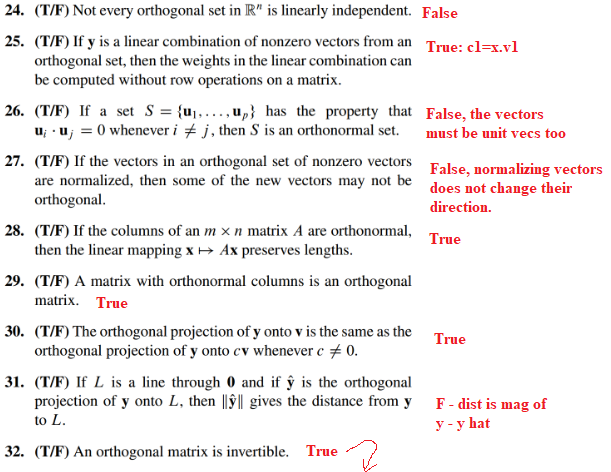 24. (T/F) Not every orthogonal set in ℝⁿ is linearly independent. False
25. (T/F) If y is a linear combination of nonzero vectors from an
orthogonal set, then the weights in the linear combination can
be computed without row operations on a matrix.
True: c1=x.v1
26. (T/F) If a set S = {u₁, . . . , uₚ} has the property that
uᵢ · uⱼ = 0 whenever i ≠ j, then S is an orthonormal set.
False, the vectors
must be unit vecs too
27. (T/F) If the vectors in an orthogonal set of nonzero vectors
are normalized, then some of the new vectors may not be
orthogonal.
False, normalizing vectors
does not change their
direction.
28. (T/F) If the columns of an m × n matrix A are orthonormal,
then the linear mapping x ↦ Ax preserves lengths.
True
29. (T/F) A matrix with orthonormal columns is an orthogonal
matrix. True
30. (T/F) The orthogonal projection of y onto v is the same as the
orthogonal projection of y onto cv whenever c ≠ 0.
True
31. (T/F) If L is a line through 0 and if ŷ is the orthogonal
projection of y onto L, then ‖ŷ‖ gives the distance from y
to L.
F - dist is mag of
y - y hat
32. (T/F) An orthogonal matrix is invertible. True